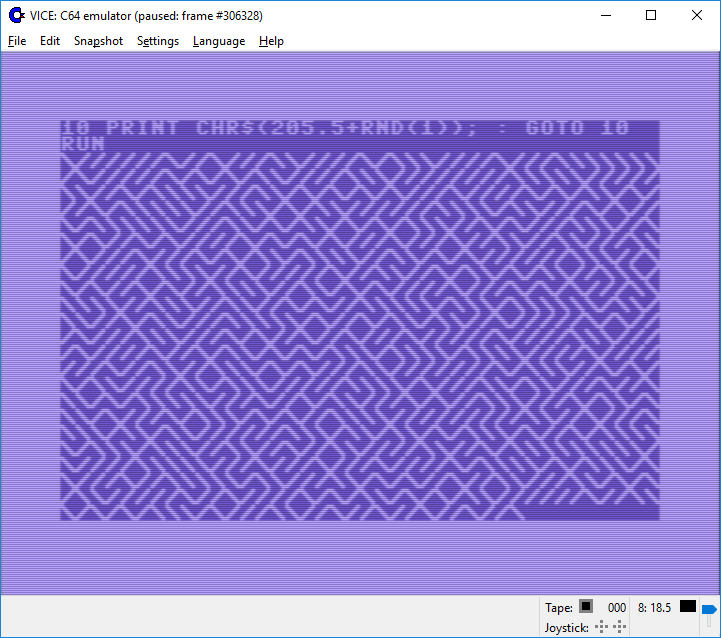 VICE: C64 emulator (paused: frame #306328)
File Edit Snapshot Settings Language Help
10 PRINT CHR$(205.5+RND(1)); : GOTO 10
RUN
Tape: 000 8: 18.5
Joystick: